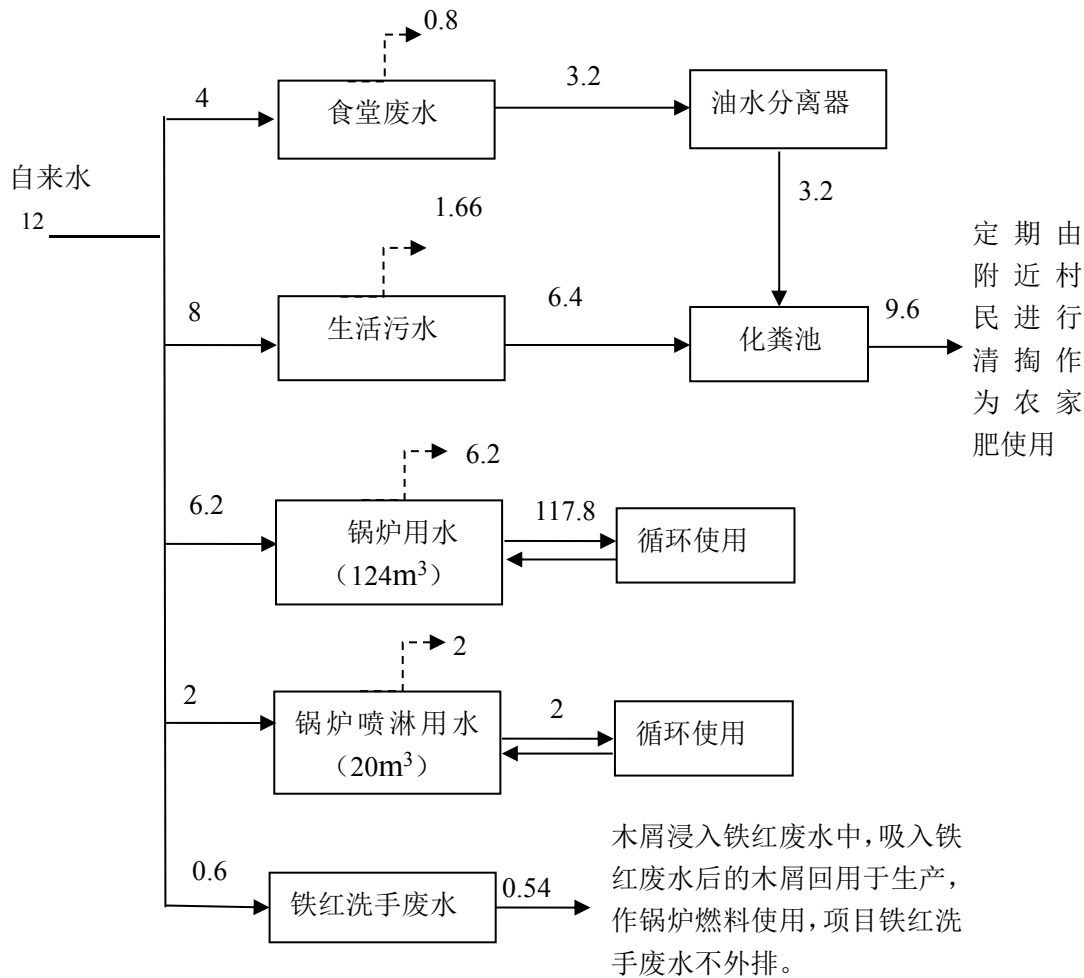 0.8
4
食堂废水
3.2
油水分离器
自来水
12
3.2
1.66
8
生活污水
6.4
化粪池
9.6
定期由
附近村
民进行
清掏作
为农家
肥使用
6.2
6.2
锅炉用水
（124m³）
117.8
循环使用
2
2
锅炉喷淋用水
（20m³）
2
循环使用
0.6
铁红洗手废水
0.54
木屑浸入铁红废水中，吸入铁
红废水后的木屑回用于生产，
作锅炉燃料使用，项目铁红洗
手废水不外排。